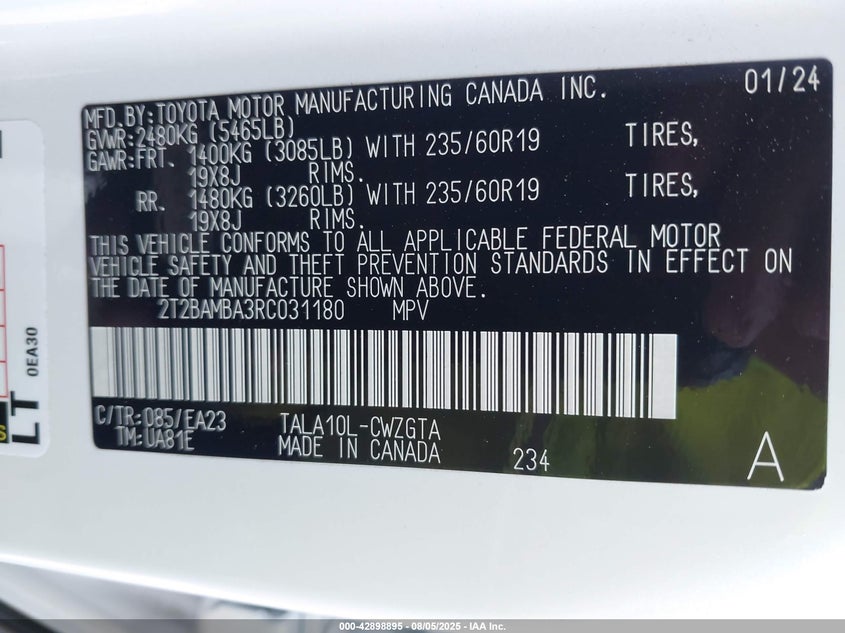 MFD.BY:TOYOTA MOTOR MANUFACTURING CANADA INC. 01/24
GVWR:2480KG (5465LB)
GAWR:FRT. 1400KG (3085LB) WITH 235/60R19 TIRES,
19X8J RIMS.
RR. 1480KG (3260LB) WITH 235/60R19 TIRES,
19X8J RIMS.
THIS VEHICLE CONFORMS TO ALL APPLICABLE FEDERAL MOTOR
VEHICLE SAFETY AND THEFT PREVENTION STANDARDS IN EFFECT ON
THE DATE OF MANUFACTURE SHOWN ABOVE.
2T2BAMBA3RC031180 MPV
C/TR:085/EA23 TALA10L-CWZGTA
TM:UA81E MADE IN CANADA 234 A
LT 0EA30
000-42898895 - 08/05/2025 - IAA Inc.